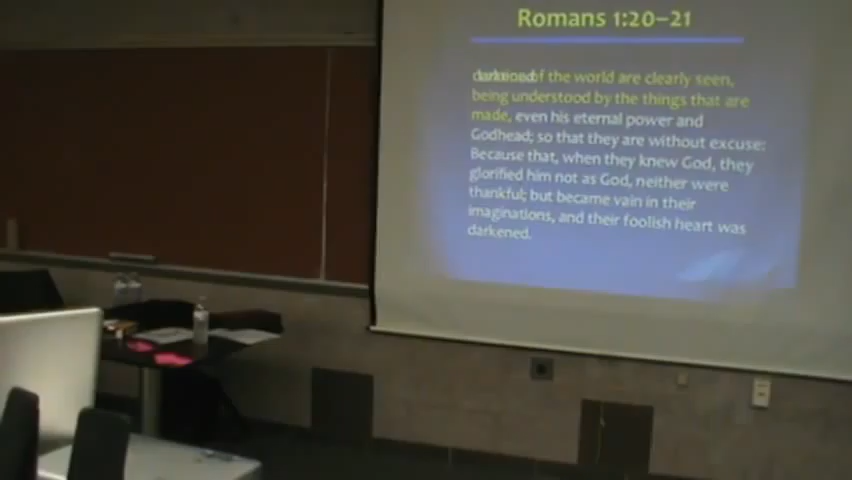 Romans 1:20–21
of the world are clearly seen,
being understood by the things that are
made, even his eternal power and
Godhead; so that they are without excuse:
Because that, when they knew God, they
glorified him not as God, neither were
thankful; but became vain in their
imaginations, and their foolish heart was
darkened.